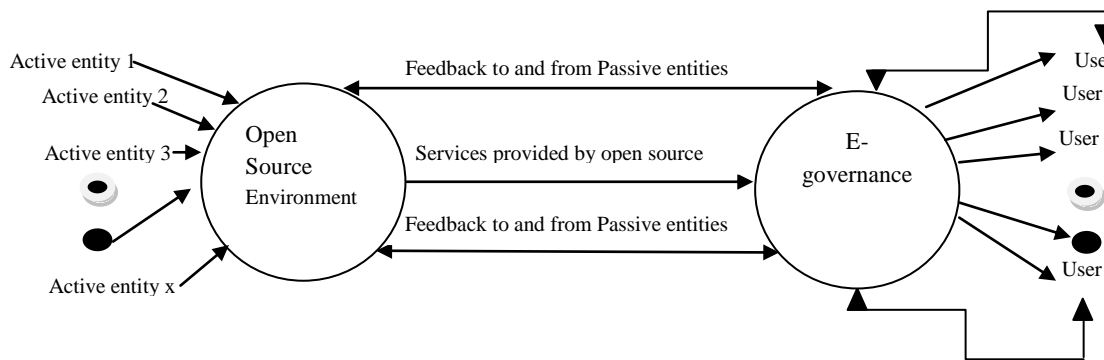 Active entity 1
Active entity 2
Active entity 3
Active entity x
Open
Source
Environment
Feedback to and from Passive entities
Services provided by open source
Feedback to and from Passive entities
E-
governance
Use
User
User
User